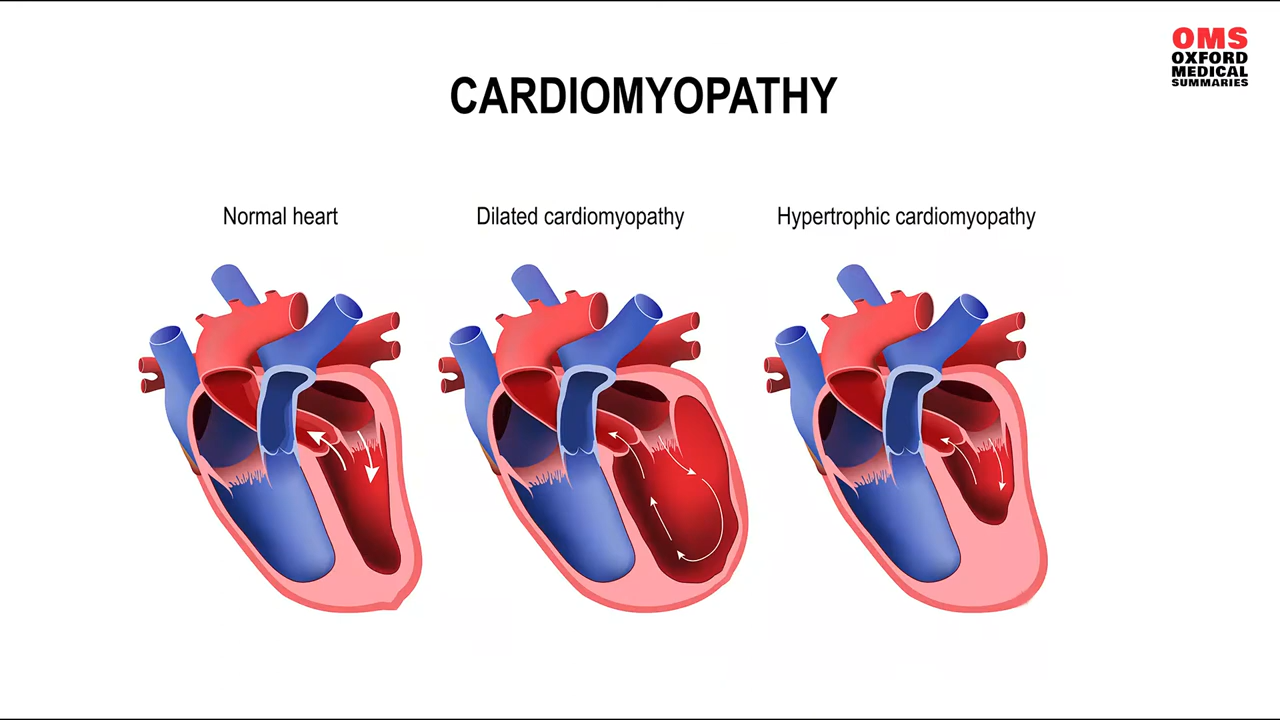 OMS
OXFORD
MEDICAL
SUMMARIES
CARDIOMYOPATHY
Normal heart
Dilated cardiomyopathy
Hypertrophic cardiomyopathy